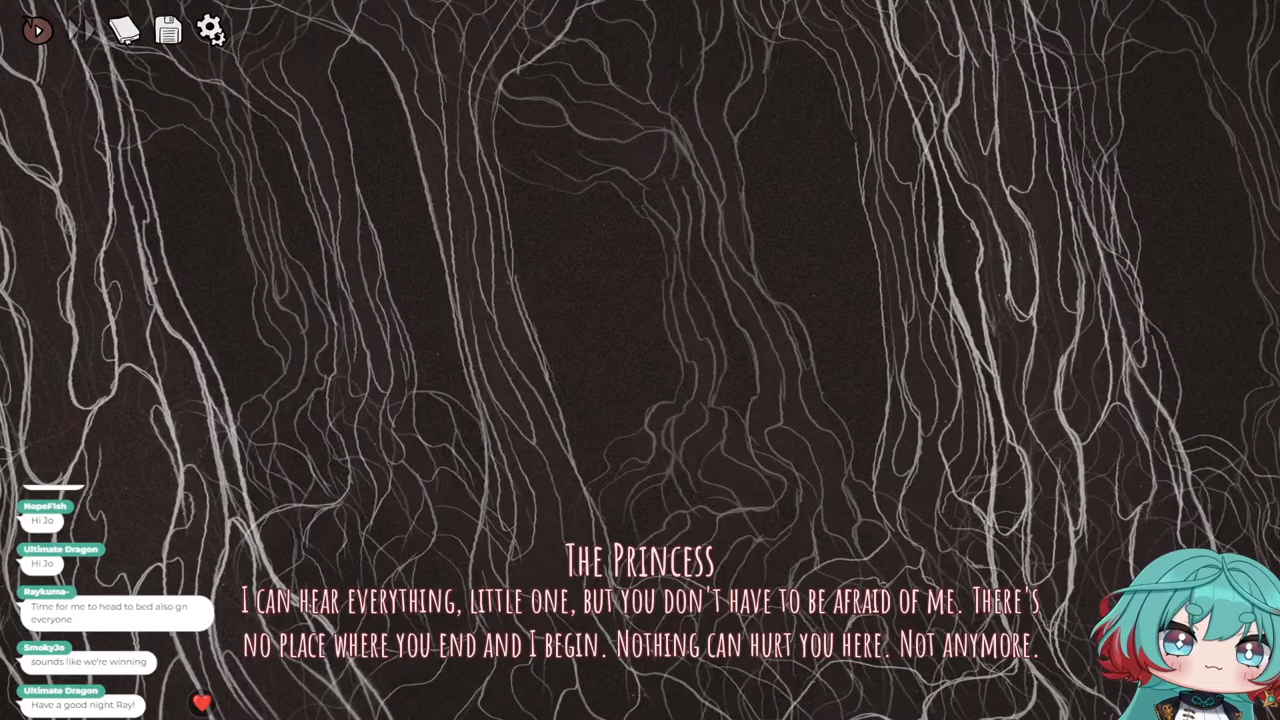 NopeF1sh
Hi Jo
Ultimate Dragon
Hi Jo
Raykuma-
Time for me to head to bed also gn
everyone
SmokyJo
sounds like we're winning
Ultimate Dragon
Have a good night Ray!
The Princess
I can hear everything, little one, but you don't have to be afraid of me. There's
no place where you end and I begin. Nothing can hurt you here. Not anymore.